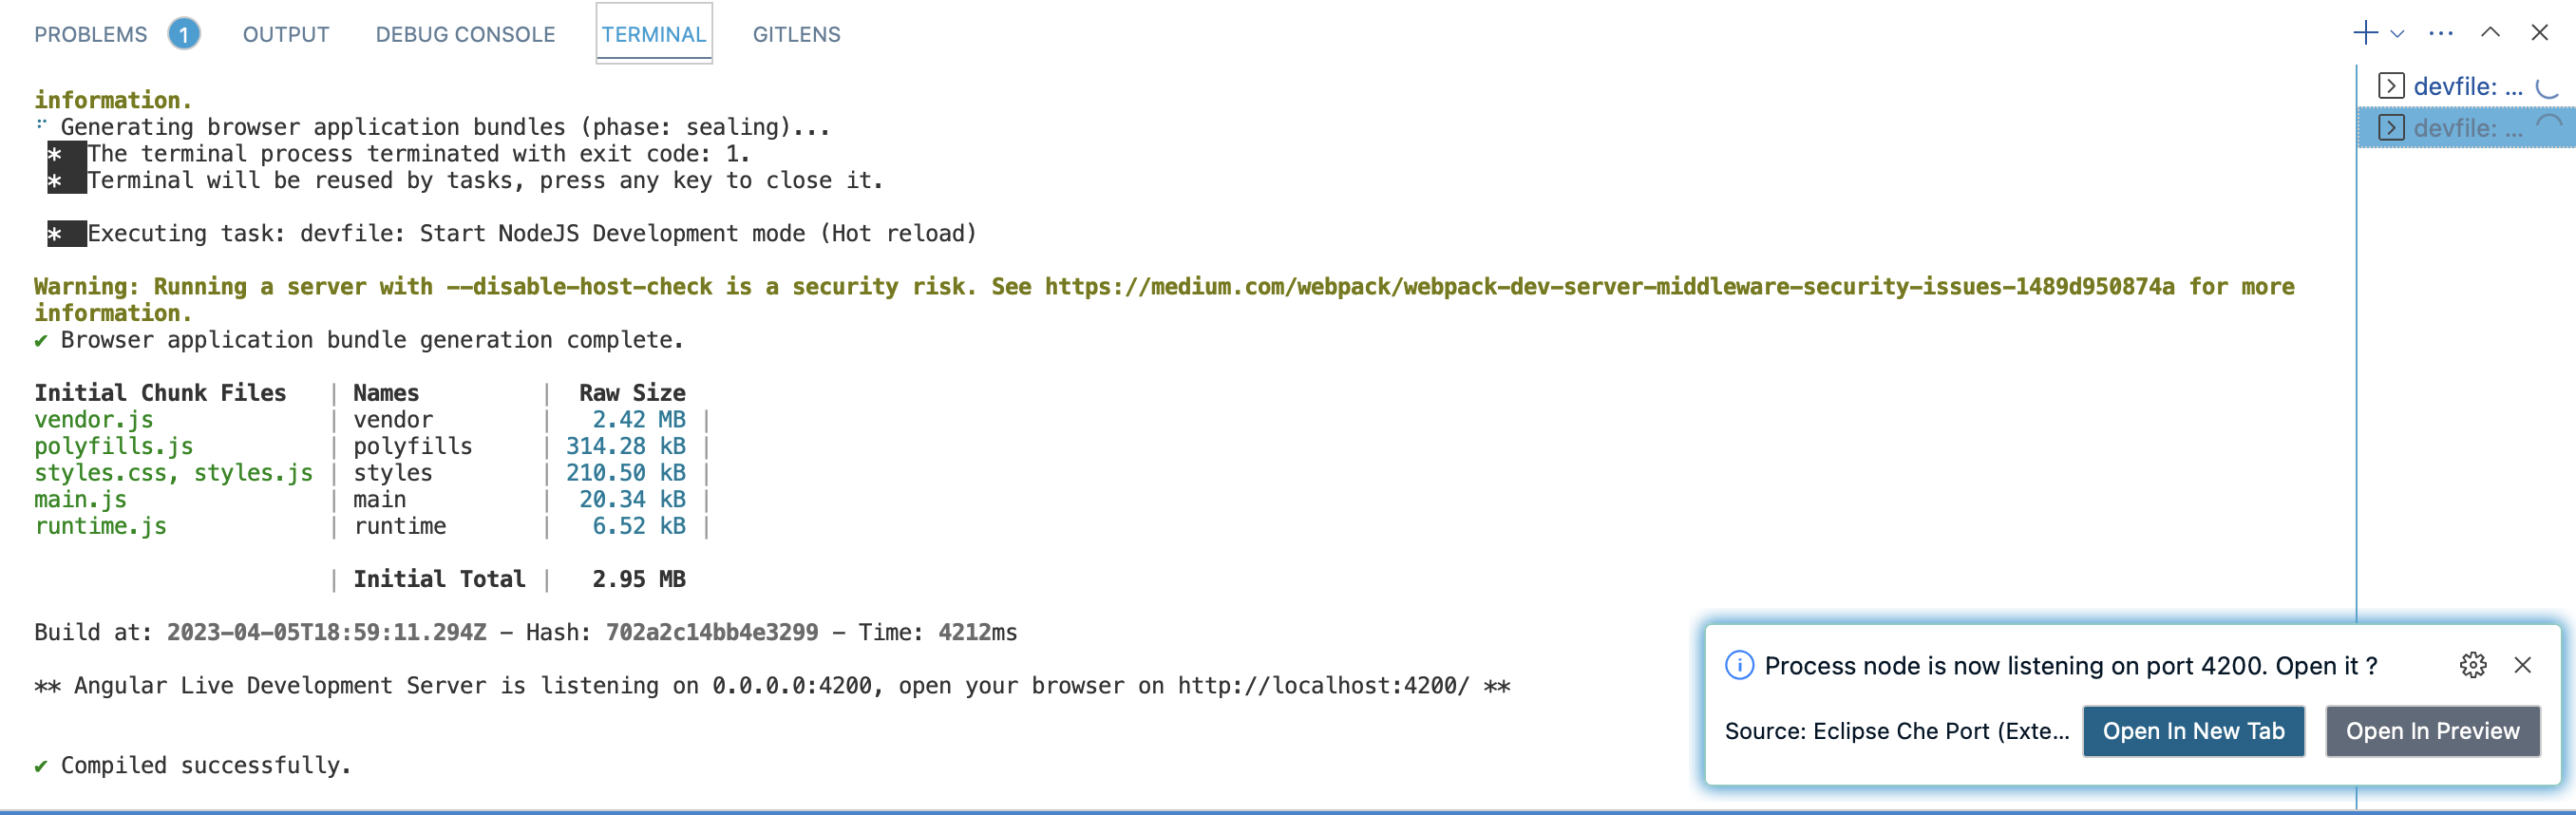 PROBLEMS 1 OUTPUT DEBUG CONSOLE TERMINAL GITLENS
information.
Generating browser application bundles (phase: sealing)...
* The terminal process terminated with exit code: 1.
* Terminal will be reused by tasks, press any key to close it.
* Executing task: devfile: Start NodeJS Development mode (Hot reload)
Warning: Running a server with --disable-host-check is a security risk. See https://medium.com/webpack/webpack-dev-server-middleware-security-issues-1489d950874a for more
information.
✔ Browser application bundle generation complete.
Initial Chunk Files | Names | Raw Size
vendor.js | vendor | 2.42 MB |
polyfills.js | polyfills | 314.28 kB |
styles.css, styles.js | styles | 210.50 kB |
main.js | main | 20.34 kB |
runtime.js | runtime | 6.52 kB |
| Initial Total | 2.95 MB
Build at: 2023-04-05T18:59:11.294Z - Hash: 702a2c14bb4e3299 - Time: 4212ms
** Angular Live Development Server is listening on 0.0.0.0:4200, open your browser on http://localhost:4200/ **
✔ Compiled successfully.
devfile: ...
devfile: ...
Process node is now listening on port 4200. Open it ?
Source: Eclipse Che Port (Exte... Open In New Tab Open In Preview